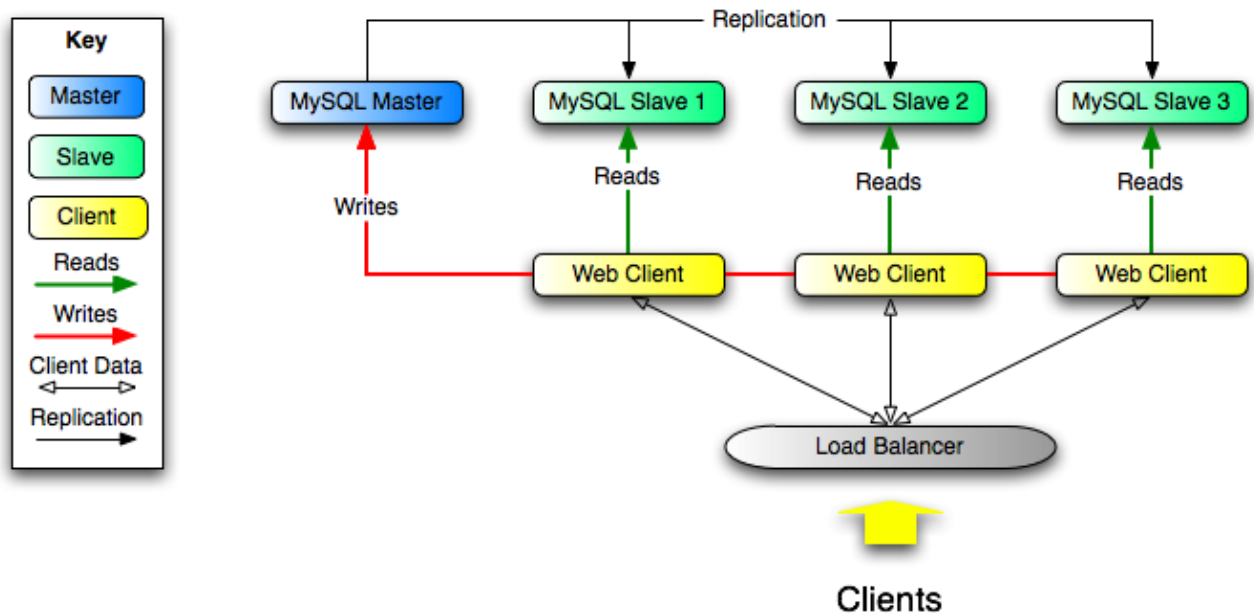 Key
Master
Slave
Client
Reads
Writes
Client Data
Replication
Replication
MySQL Master
MySQL Slave 1
MySQL Slave 2
MySQL Slave 3
Reads
Reads
Reads
Writes
Web Client
Web Client
Web Client
Load Balancer
Clients